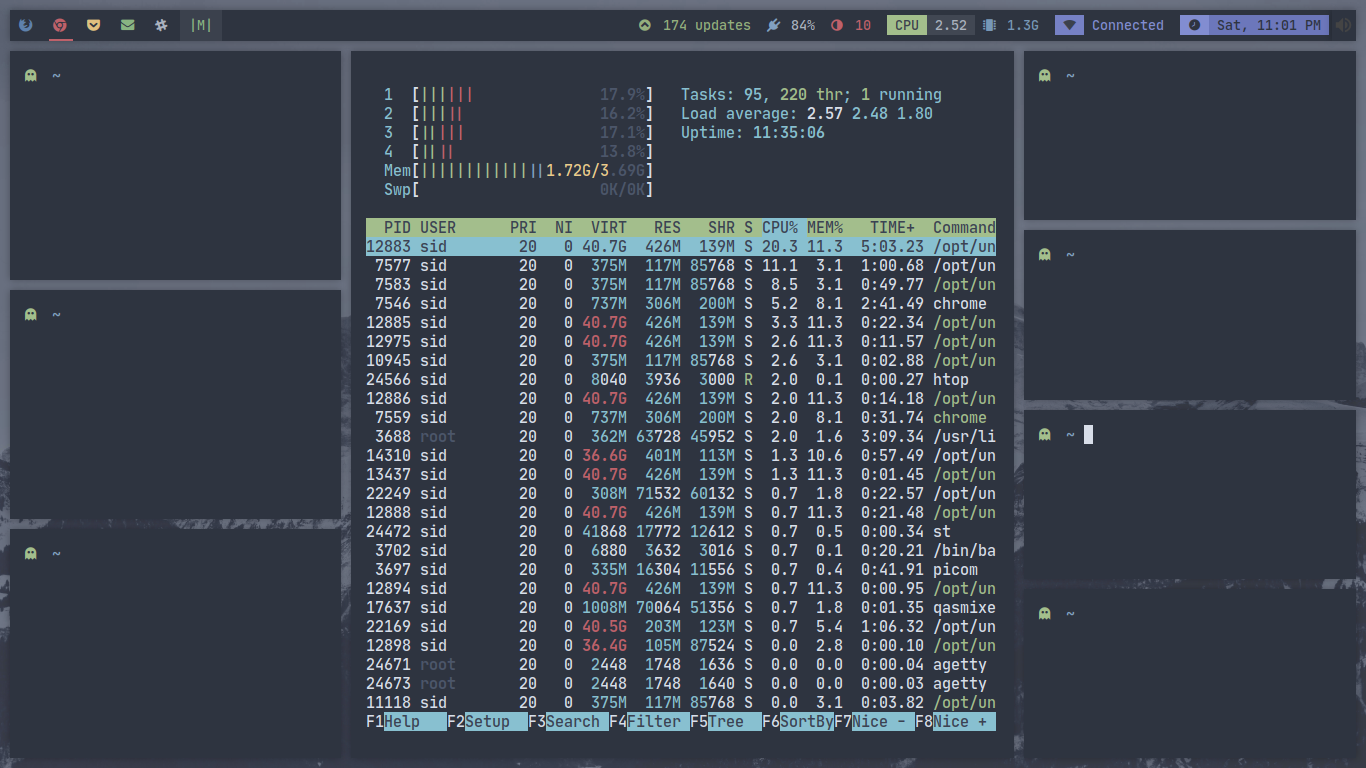 |M| 174 updates 84% 10 CPU 2.52 1.3G Connected Sat, 11:01 PM
~
~
~
1 [|||||| 17.9%] Tasks: 95, 220 thr; 1 running
2 [||||| 16.2%] Load average: 2.57 2.48 1.80
3 [||||| 17.1%] Uptime: 11:35:06
4 [|||| 13.8%]
Mem[||||||||||||||1.72G/3.69G]
Swp[ 0K/0K]
PID USER PRI NI VIRT RES SHR S CPU% MEM% TIME+ Command
12883 sid 20 0 40.7G 426M 139M S 20.3 11.3 5:03.23 /opt/un
7577 sid 20 0 375M 117M 85768 S 11.1 3.1 1:00.68 /opt/un
7583 sid 20 0 375M 117M 85768 S 8.5 3.1 0:49.77 /opt/un
7546 sid 20 0 737M 306M 200M S 5.2 8.1 2:41.49 chrome
12885 sid 20 0 40.7G 426M 139M S 3.3 11.3 0:22.34 /opt/un
12975 sid 20 0 40.7G 426M 139M S 2.6 11.3 0:11.57 /opt/un
10945 sid 20 0 375M 117M 85768 S 2.6 3.1 0:02.88 /opt/un
24566 sid 20 0 8040 3936 3000 R 2.0 0.1 0:00.27 htop
12886 sid 20 0 40.7G 426M 139M S 2.0 11.3 0:14.18 /opt/un
7559 sid 20 0 737M 306M 200M S 2.0 8.1 0:31.74 chrome
3688 root 20 0 362M 63728 45952 S 2.0 1.6 3:09.34 /usr/li
14310 sid 20 0 36.6G 401M 113M S 1.3 10.6 0:57.49 /opt/un
13437 sid 20 0 40.7G 426M 139M S 1.3 11.3 0:01.45 /opt/un
22249 sid 20 0 308M 71532 60132 S 0.7 1.8 0:22.57 /opt/un
12888 sid 20 0 40.7G 426M 139M S 0.7 11.3 0:21.48 /opt/un
24472 sid 20 0 41868 17772 12612 S 0.7 0.5 0:00.34 st
3702 sid 20 0 6880 3632 3016 S 0.7 0.1 0:20.21 /bin/ba
3697 sid 20 0 335M 16304 11556 S 0.7 0.4 0:41.91 picom
12894 sid 20 0 40.7G 426M 139M S 0.7 11.3 0:00.95 /opt/un
17637 sid 20 0 1008M 70064 51356 S 0.7 1.8 0:01.35 qasmixe
22169 sid 20 0 40.5G 203M 123M S 0.7 5.4 1:06.32 /opt/un
12898 sid 20 0 36.4G 105M 87524 S 0.0 2.8 0:00.10 /opt/un
24671 root 20 0 2448 1748 1636 S 0.0 0.0 0:00.04 agetty
24673 root 20 0 2448 1748 1640 S 0.0 0.0 0:00.03 agetty
11118 sid 20 0 375M 117M 85768 S 0.0 3.1 0:03.82 /opt/un
F1Help F2Setup F3Search F4Filter F5Tree F6SortByF7Nice - F8Nice +
~
~
~
~